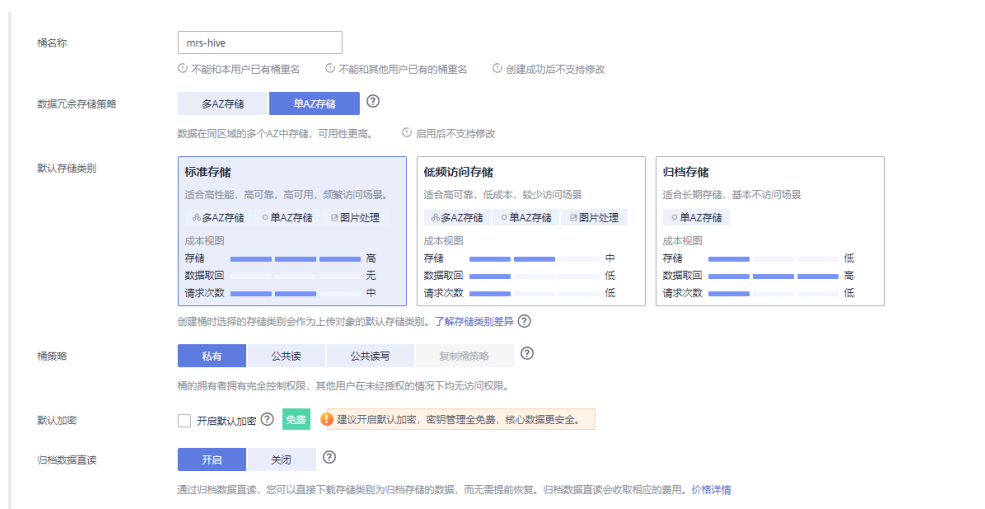 桶名称 mrs-hive
不能和本用户已有桶重名 不能和其他用户已有的桶重名 创建成功后不支持修改
数据冗余存储策略 多AZ存储 单AZ存储
数据在同区域的多个AZ中存储，可用性更高。 启用后不支持修改
默认存储类别 标准存储 低频访问存储 归档存储
适合高性能，高可靠，高可用，频繁访问场景。 适合高可靠，低成本，较少访问场景 适合长期存储，基本不访问场景
多AZ存储 单AZ存储 图片处理 多AZ存储 单AZ存储 图片处理 单AZ存储
成本视图 成本视图 成本视图
存储 高 存储 中 存储 低
数据取回 无 数据取回 低 数据取回 高
请求次数 中 请求次数 低 请求次数 低
创建桶时选择的存储类别会作为上传对象的默认存储类别。了解存储类别差异
桶策略 私有 公共读 公共读写 复制桶策略
桶的拥有者拥有完全控制权限，其他用户在未经授权的情况下均无访问权限。
默认加密 开启默认加密 免费 建议开启默认加密，密钥管理全免费，核心数据更安全。
归档数据直读 开启 关闭
通过归档数据直读，您可以直接下载存储类别为归档存储的数据，而无需提前恢复。归档数据直读会收取相应的费用。价格详情